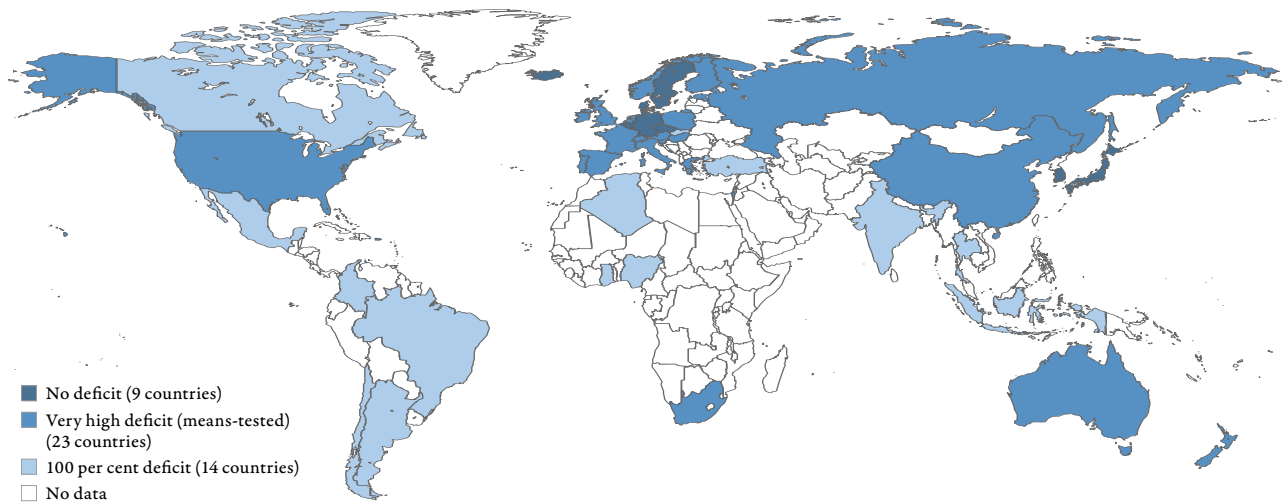 No deficit (9 countries)
Very high deficit (means-tested)
(23 countries)
100 per cent deficit (14 countries)
No data